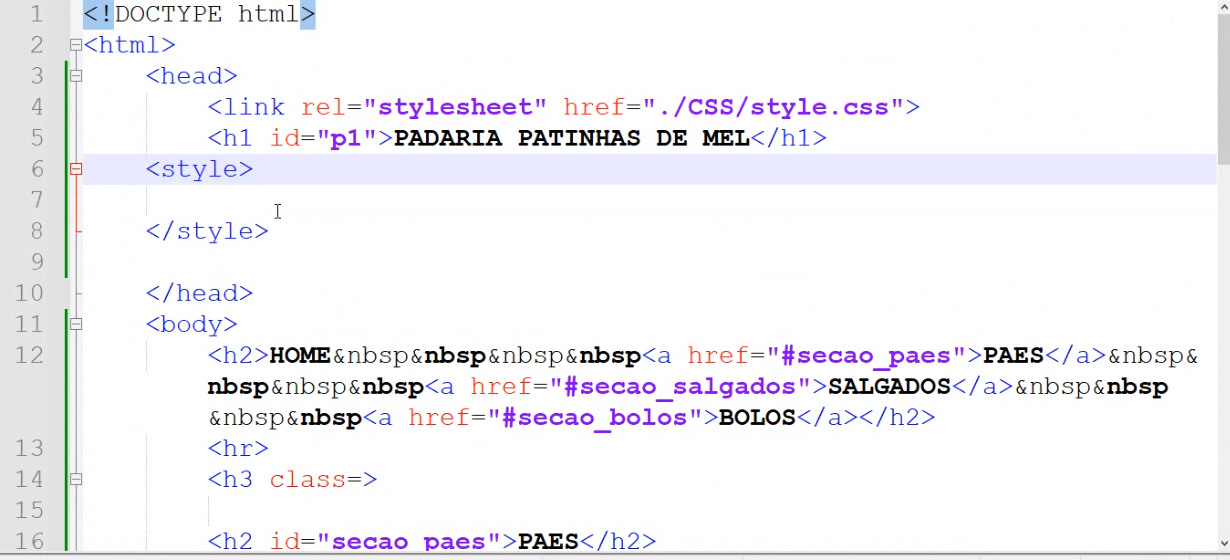 1 <!DOCTYPE html>
2 <html>
3 <head>
4 <link rel="stylesheet" href="./CSS/style.css">
5 <h1 id="p1">PADARIA PATINHAS DE MEL</h1>
6 <style>
7
8 </style>
9
10 </head>
11 <body>
12 <h2>HOME&nbsp&nbsp&nbsp&nbsp<a href="#secao_paes">PAES</a>&nbsp&
nbsp&nbsp&nbsp<a href="#secao_salgados">SALGADOS</a>&nbsp&nbsp
&nbsp&nbsp<a href="#secao_bolos">BOLOS</a></h2>
13 <hr>
14 <h3 class=>
15
16 <h2 id="secao_paes">PAES</h2>